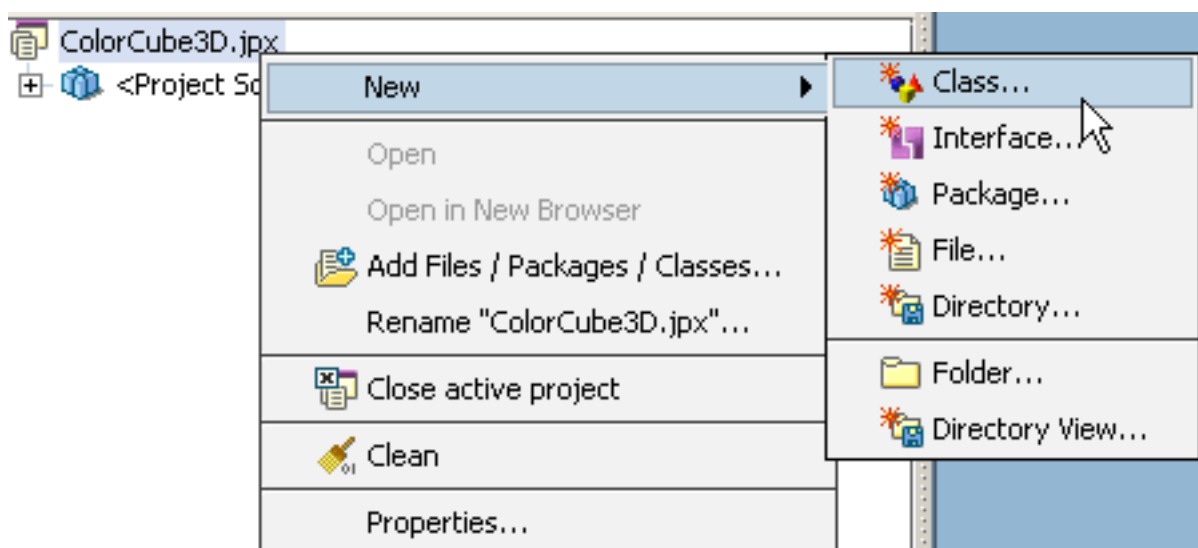 ColorCube3D.jpx
<Project So
New
Open
Open in New Browser
Add Files / Packages / Classes...
Rename "ColorCube3D.jpx"...
Close active project
Clean
Properties...
Class...
Interface...
Package...
File...
Directory...
Folder...
Directory View...